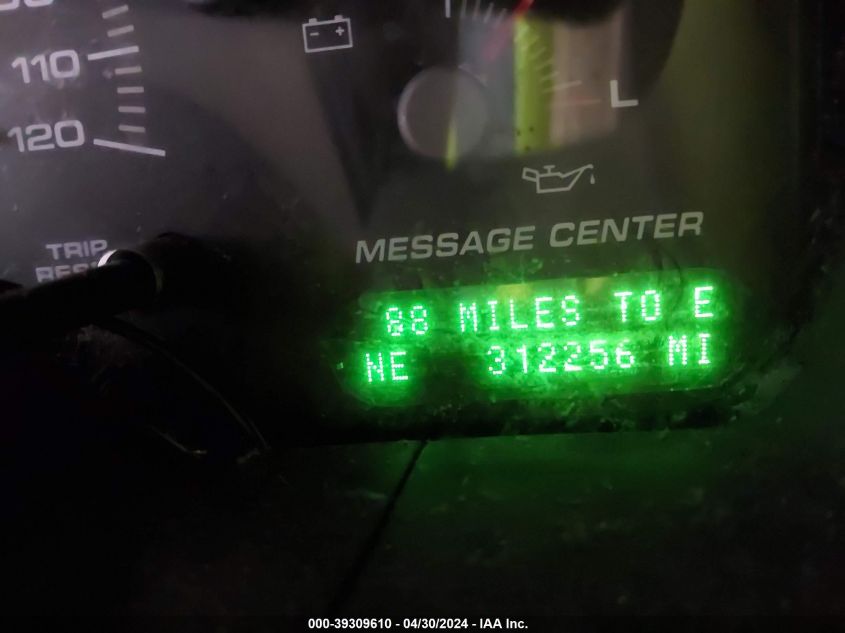 110
L
120
MESSAGE CENTER
TRIP
88 MILES TO E
NE 312256 MI
000-39309610 - 04/30/2024 - IAA Inc.